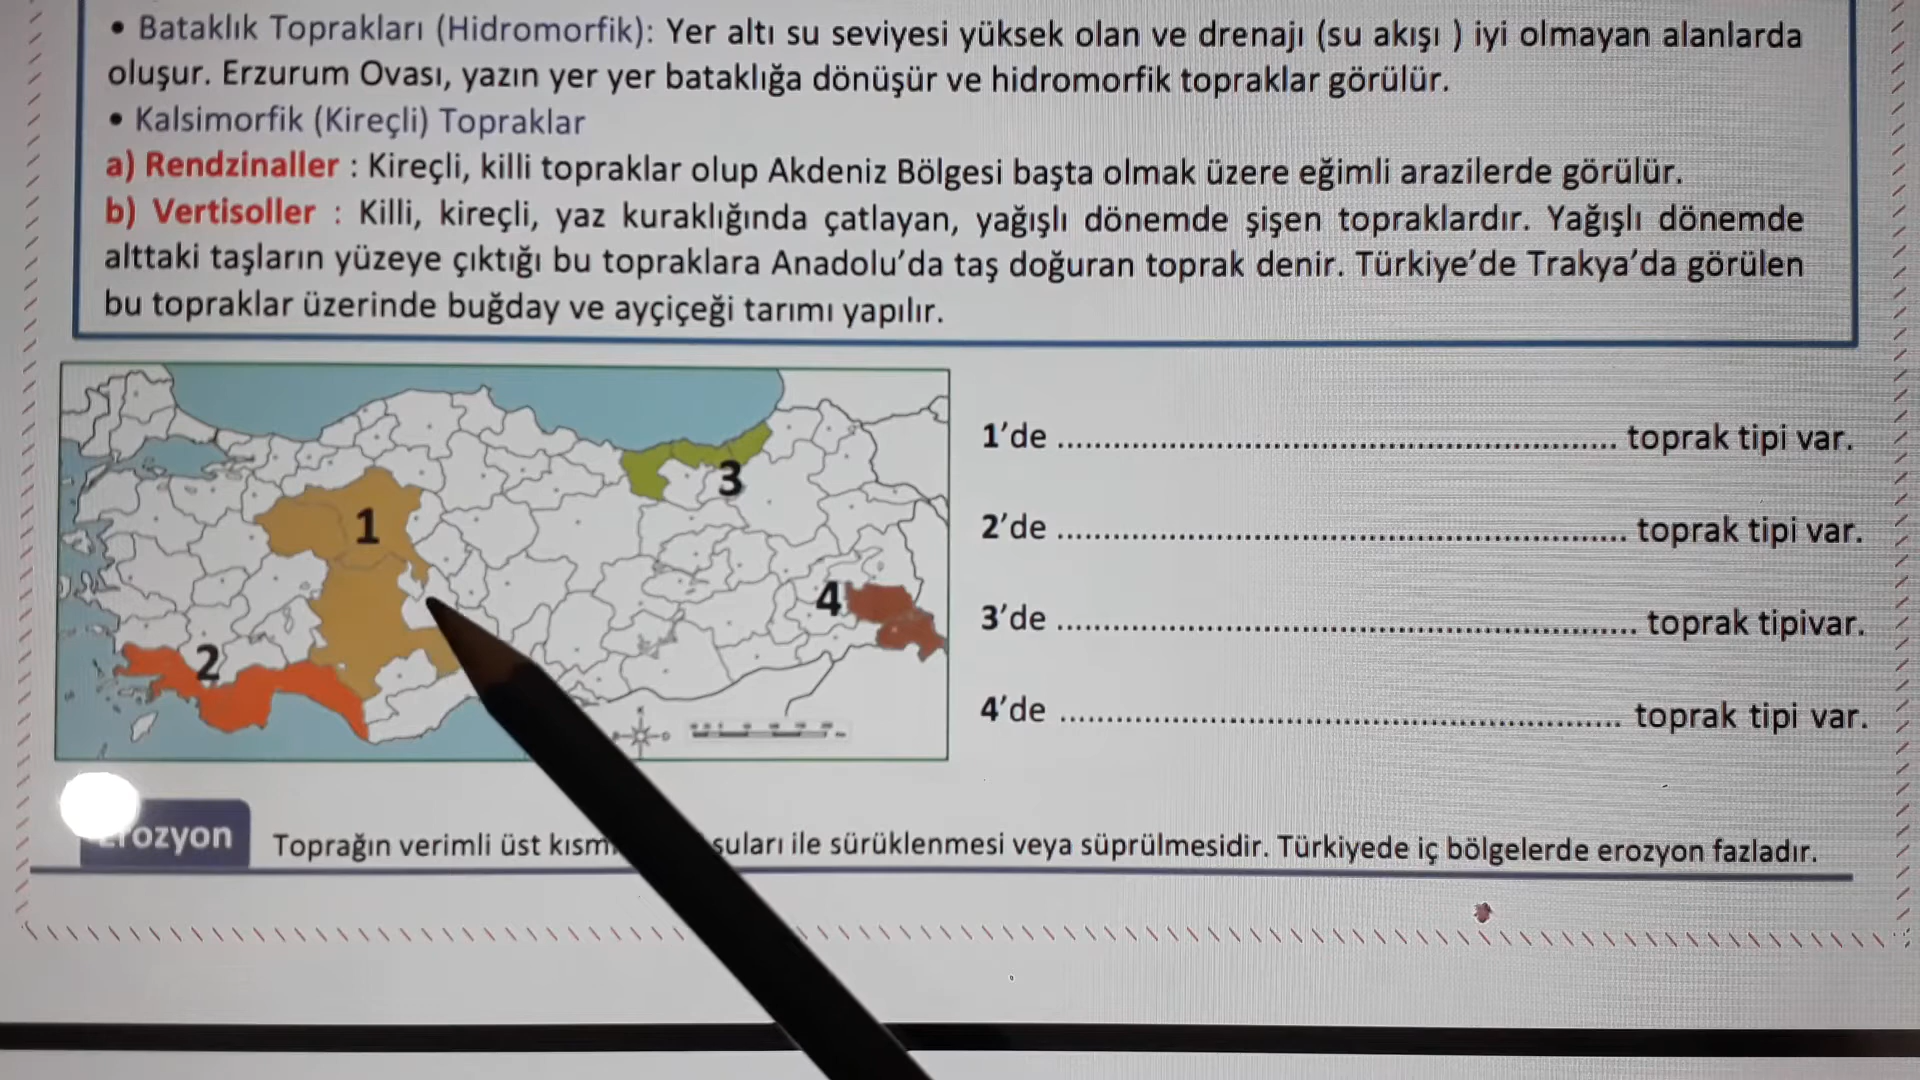 • Bataklık Toprakları (Hidromorfik): Yer altı su seviyesi yüksek olan ve drenajı (su akışı ) iyi olmayan alanlarda
oluşur. Erzurum Ovası, yazın yer yer bataklığa dönüşür ve hidromorfik topraklar görülür.
• Kalsimorfik (Kireçli) Topraklar
a) Rendzinaller : Kireçli, killi topraklar olup Akdeniz Bölgesi başta olmak üzere eğimli arazilerde görülür.
b) Vertisoller : Killi, kireçli, yaz kuraklığında çatlayan, yağışlı dönemde şişen topraklardır. Yağışlı dönemde
alttaki taşların yüzeye çıktığı bu topraklara Anadolu’da taş doğuran toprak denir. Türkiye’de Trakya’da görülen
bu topraklar üzerinde buğday ve ayçiçeği tarımı yapılır.
1
2
3
4
1’de ............................................................ toprak tipi var.
2’de ............................................................ toprak tipi var.
3’de ............................................................ toprak tipivar.
4’de ............................................................ toprak tipi var.
Erozyon
Toprağın verimli üst kısm suları ile sürüklenmesi veya süprülmesidir. Türkiyede iç bölgelerde erozyon fazladır.